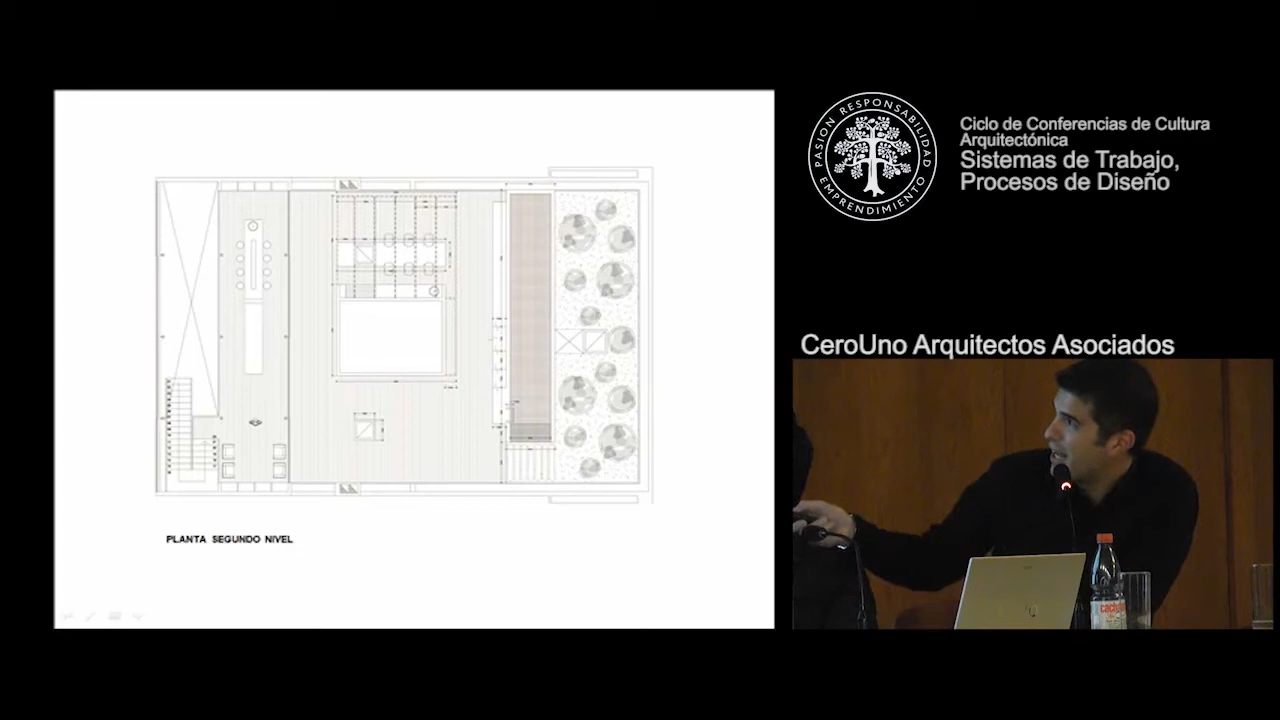 PASION RESPONSABILIDAD
EMPRENDIMIENTO
Ciclo de Conferencias de Cultura
Arquitectónica
Sistemas de Trabajo,
Procesos de Diseño
CeroUno Arquitectos Asociados
PLANTA SEGUNDO NIVEL